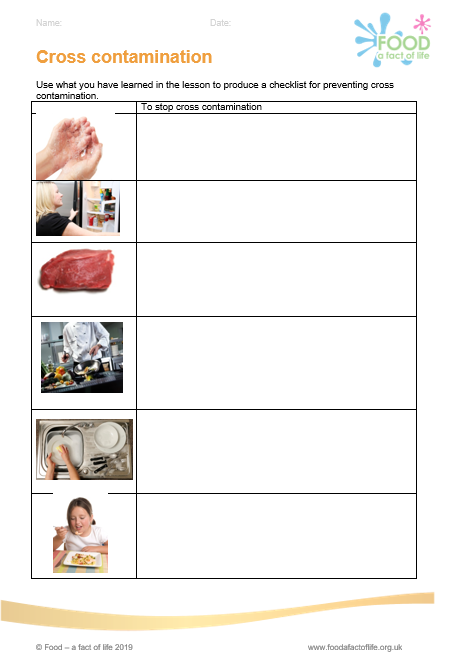 Name:
Date:
FOOD
a fact of life
Cross contamination
Use what you have learned in the lesson to produce a checklist for preventing cross
contamination.
To stop cross contamination
© Food – a fact of life 2019
www.foodafactoflife.org.uk